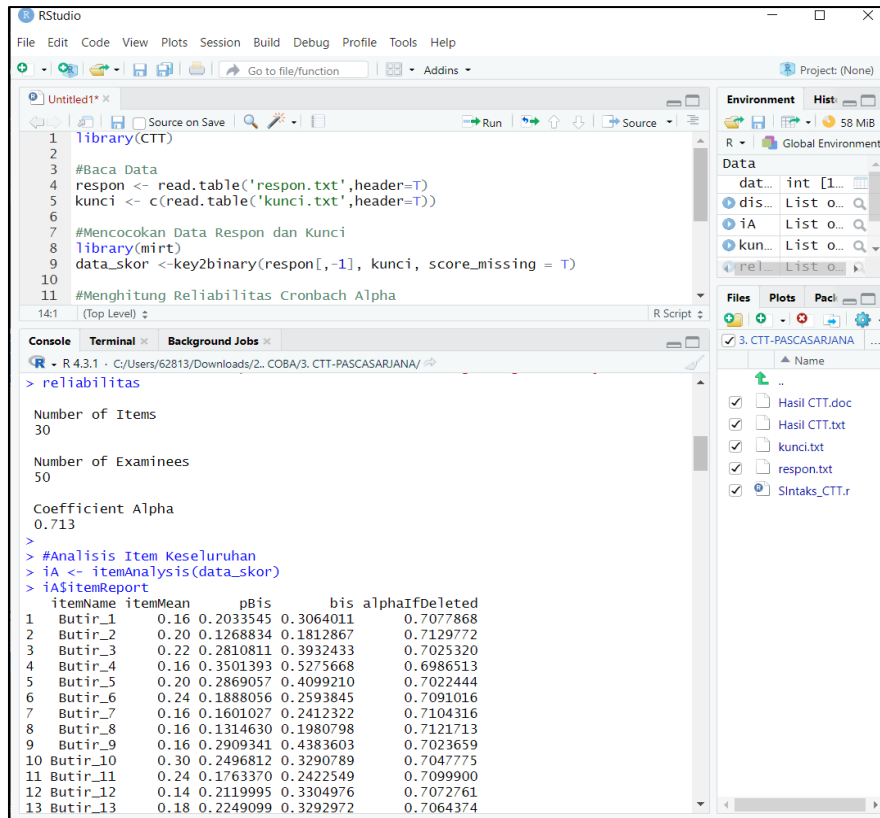 RStudio
File Edit Code View Plots Session Build Debug Profile Tools Help
Go to file/function
Addins
Project: (None)
Untitled1*
Source on Save
Run
Source
1 library(CTT)
2
3 #Baca Data
4 respon <- read.table('respon.txt',header=T)
5 kunci <- c(read.table('kunci.txt',header=T))
6
7 #Mencocokan Data Respon dan Kunci
8 library(mirt)
9 data_skor <-key2binary(respon[,-1], kunci, score_missing = T)
10
11 #Menghitung Reliabilitas Cronbach Alpha
14:1 (Top Level) R Script
Console Terminal Background Jobs
R 4.3.1 · C:/Users/62813/Downloads/2.. COBA/3. CTT-PASCASARJANA/
> reliabilitas
Number of Items
30
Number of Examinees
50
Coefficient Alpha
0.713
>
> #Analisis Item Keseluruhan
> iA <- itemAnalysis(data_skor)
> iA$itemReport
itemName itemMean pBis bis alphaIfDeleted
1 Butir_1 0.16 0.2033545 0.3064011 0.7077868
2 Butir_2 0.20 0.1268834 0.1812867 0.7129772
3 Butir_3 0.22 0.2810811 0.3932433 0.7025320
4 Butir_4 0.16 0.3501393 0.5275668 0.6986513
5 Butir_5 0.20 0.2869057 0.4099210 0.7022444
6 Butir_6 0.24 0.1888056 0.2593845 0.7091016
7 Butir_7 0.16 0.1601027 0.2412322 0.7104316
8 Butir_8 0.16 0.1314630 0.1980798 0.7121713
9 Butir_9 0.16 0.2909341 0.4383603 0.7023659
10 Butir_10 0.30 0.2496812 0.3290789 0.7047775
11 Butir_11 0.24 0.1763370 0.2422549 0.7099900
12 Butir_12 0.14 0.2119995 0.3304976 0.7072761
13 Butir_13 0.18 0.2249099 0.3292972 0.7064374
Environment Hist
58 MiB
R Global Environment
Data
dat... int [1...
dis... List o...
iA List o...
kun... List o...
rel... List o...
Files Plots Pack
3. CTT-PASCASARJANA ...
Name
..
Hasil CTT.doc
Hasil CTT.txt
kunci.txt
respon.txt
SIntaks_CTT.r